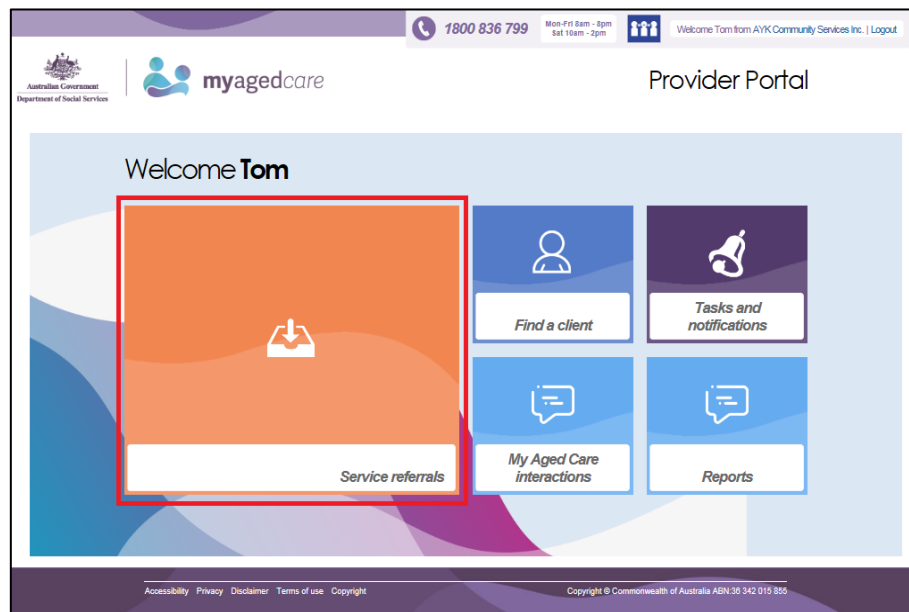 1800 836 799
Mon-Fri 8am - 8pm
Sat 10am - 2pm
Welcome Tom from AYK Community Services Inc. | Logout
Australian Government
Department of Social Services
myagedcare
Provider Portal
Welcome Tom
Service referrals
Find a client
Tasks and
notifications
My Aged Care
interactions
Reports
Accessibility Privacy Disclaimer Terms of use Copyright
Copyright © Commonwealth of Australia ABN:36 342 015 855